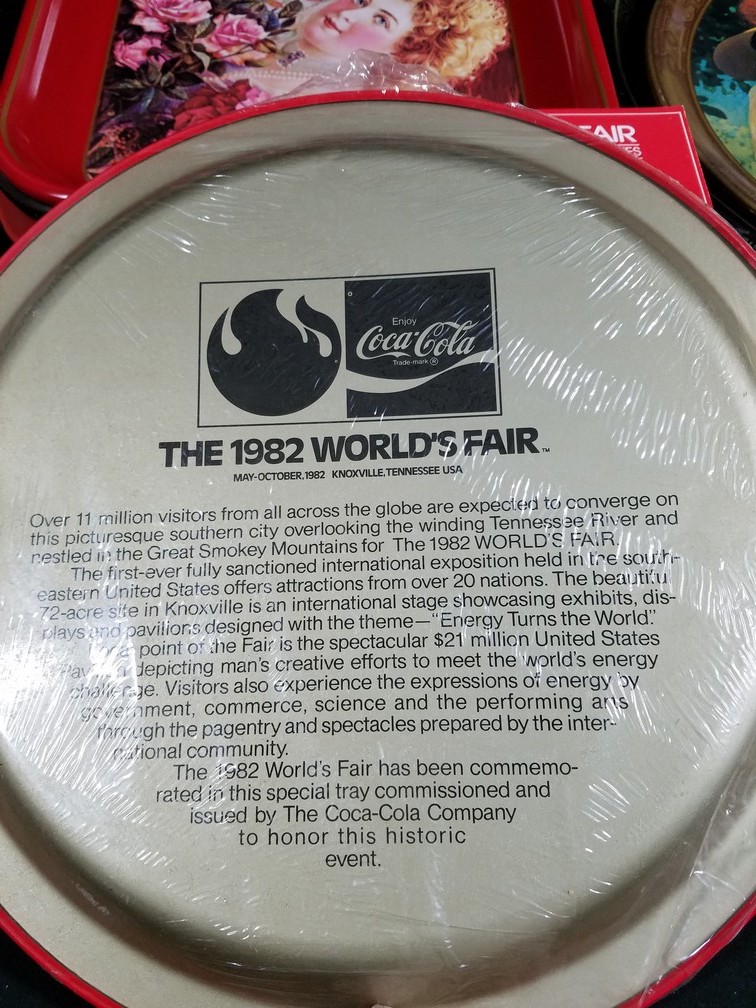 FAIR
Enjoy
Coca-Cola
Trade-mark ®
THE 1982 WORLD'S FAIR™
MAY-OCTOBER, 1982 KNOXVILLE, TENNESSEE USA
Over 11 million visitors from all across the globe are expected to converge on
this picturesque southern city overlooking the winding Tennessee River and
nestled in the Great Smokey Mountains for The 1982 WORLD'S FAIR.
The first-ever fully sanctioned international exposition held in the south-
eastern United States offers attractions from over 20 nations. The beautiful
72-acre site in Knoxville is an international stage showcasing exhibits, dis-
plays and pavilions designed with the theme—"Energy Turns the World."
Focal point of the Fair is the spectacular $21 million United States
Pavilion depicting man's creative efforts to meet the world's energy
challenge. Visitors also experience the expressions of energy by
government, commerce, science and the performing arts
through the pagentry and spectacles prepared by the inter-
national community.
The 1982 World's Fair has been commemo-
rated in this special tray commissioned and
issued by The Coca-Cola Company
to honor this historic
event.